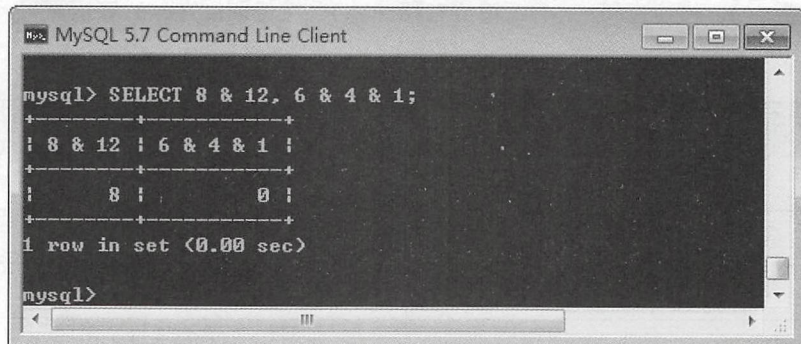 MySQL 5.7 Command Line Client
mysql> SELECT 8 & 12, 6 & 4 & 1;
+--------+-----------+
| 8 & 12 | 6 & 4 & 1 |
+--------+-----------+
|      8 |         0 |
+--------+-----------+
1 row in set (0.00 sec)
mysql>